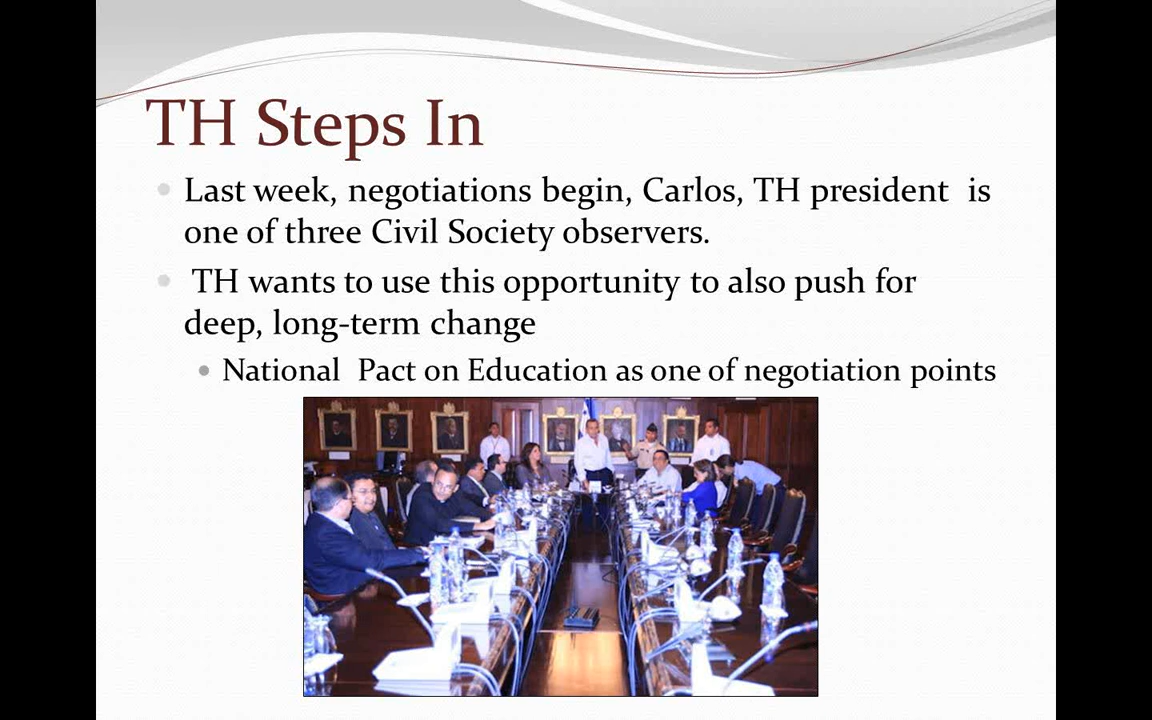 TH Steps In
Last week, negotiations begin, Carlos, TH president is
one of three Civil Society observers.
TH wants to use this opportunity to also push for
deep, long-term change
National Pact on Education as one of negotiation points